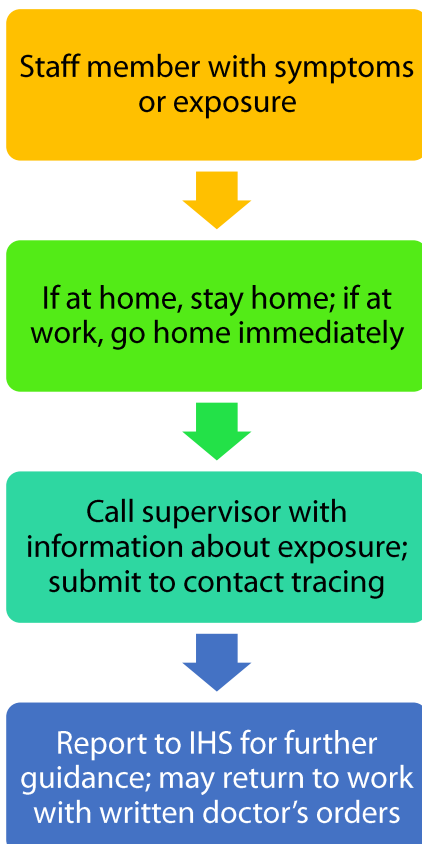 Staff member with symptoms
or exposure
If at home, stay home; if at
work, go home immediately
Call supervisor with
information about exposure;
submit to contact tracing
Report to IHS for further
guidance; may return to work
with written doctor’s orders